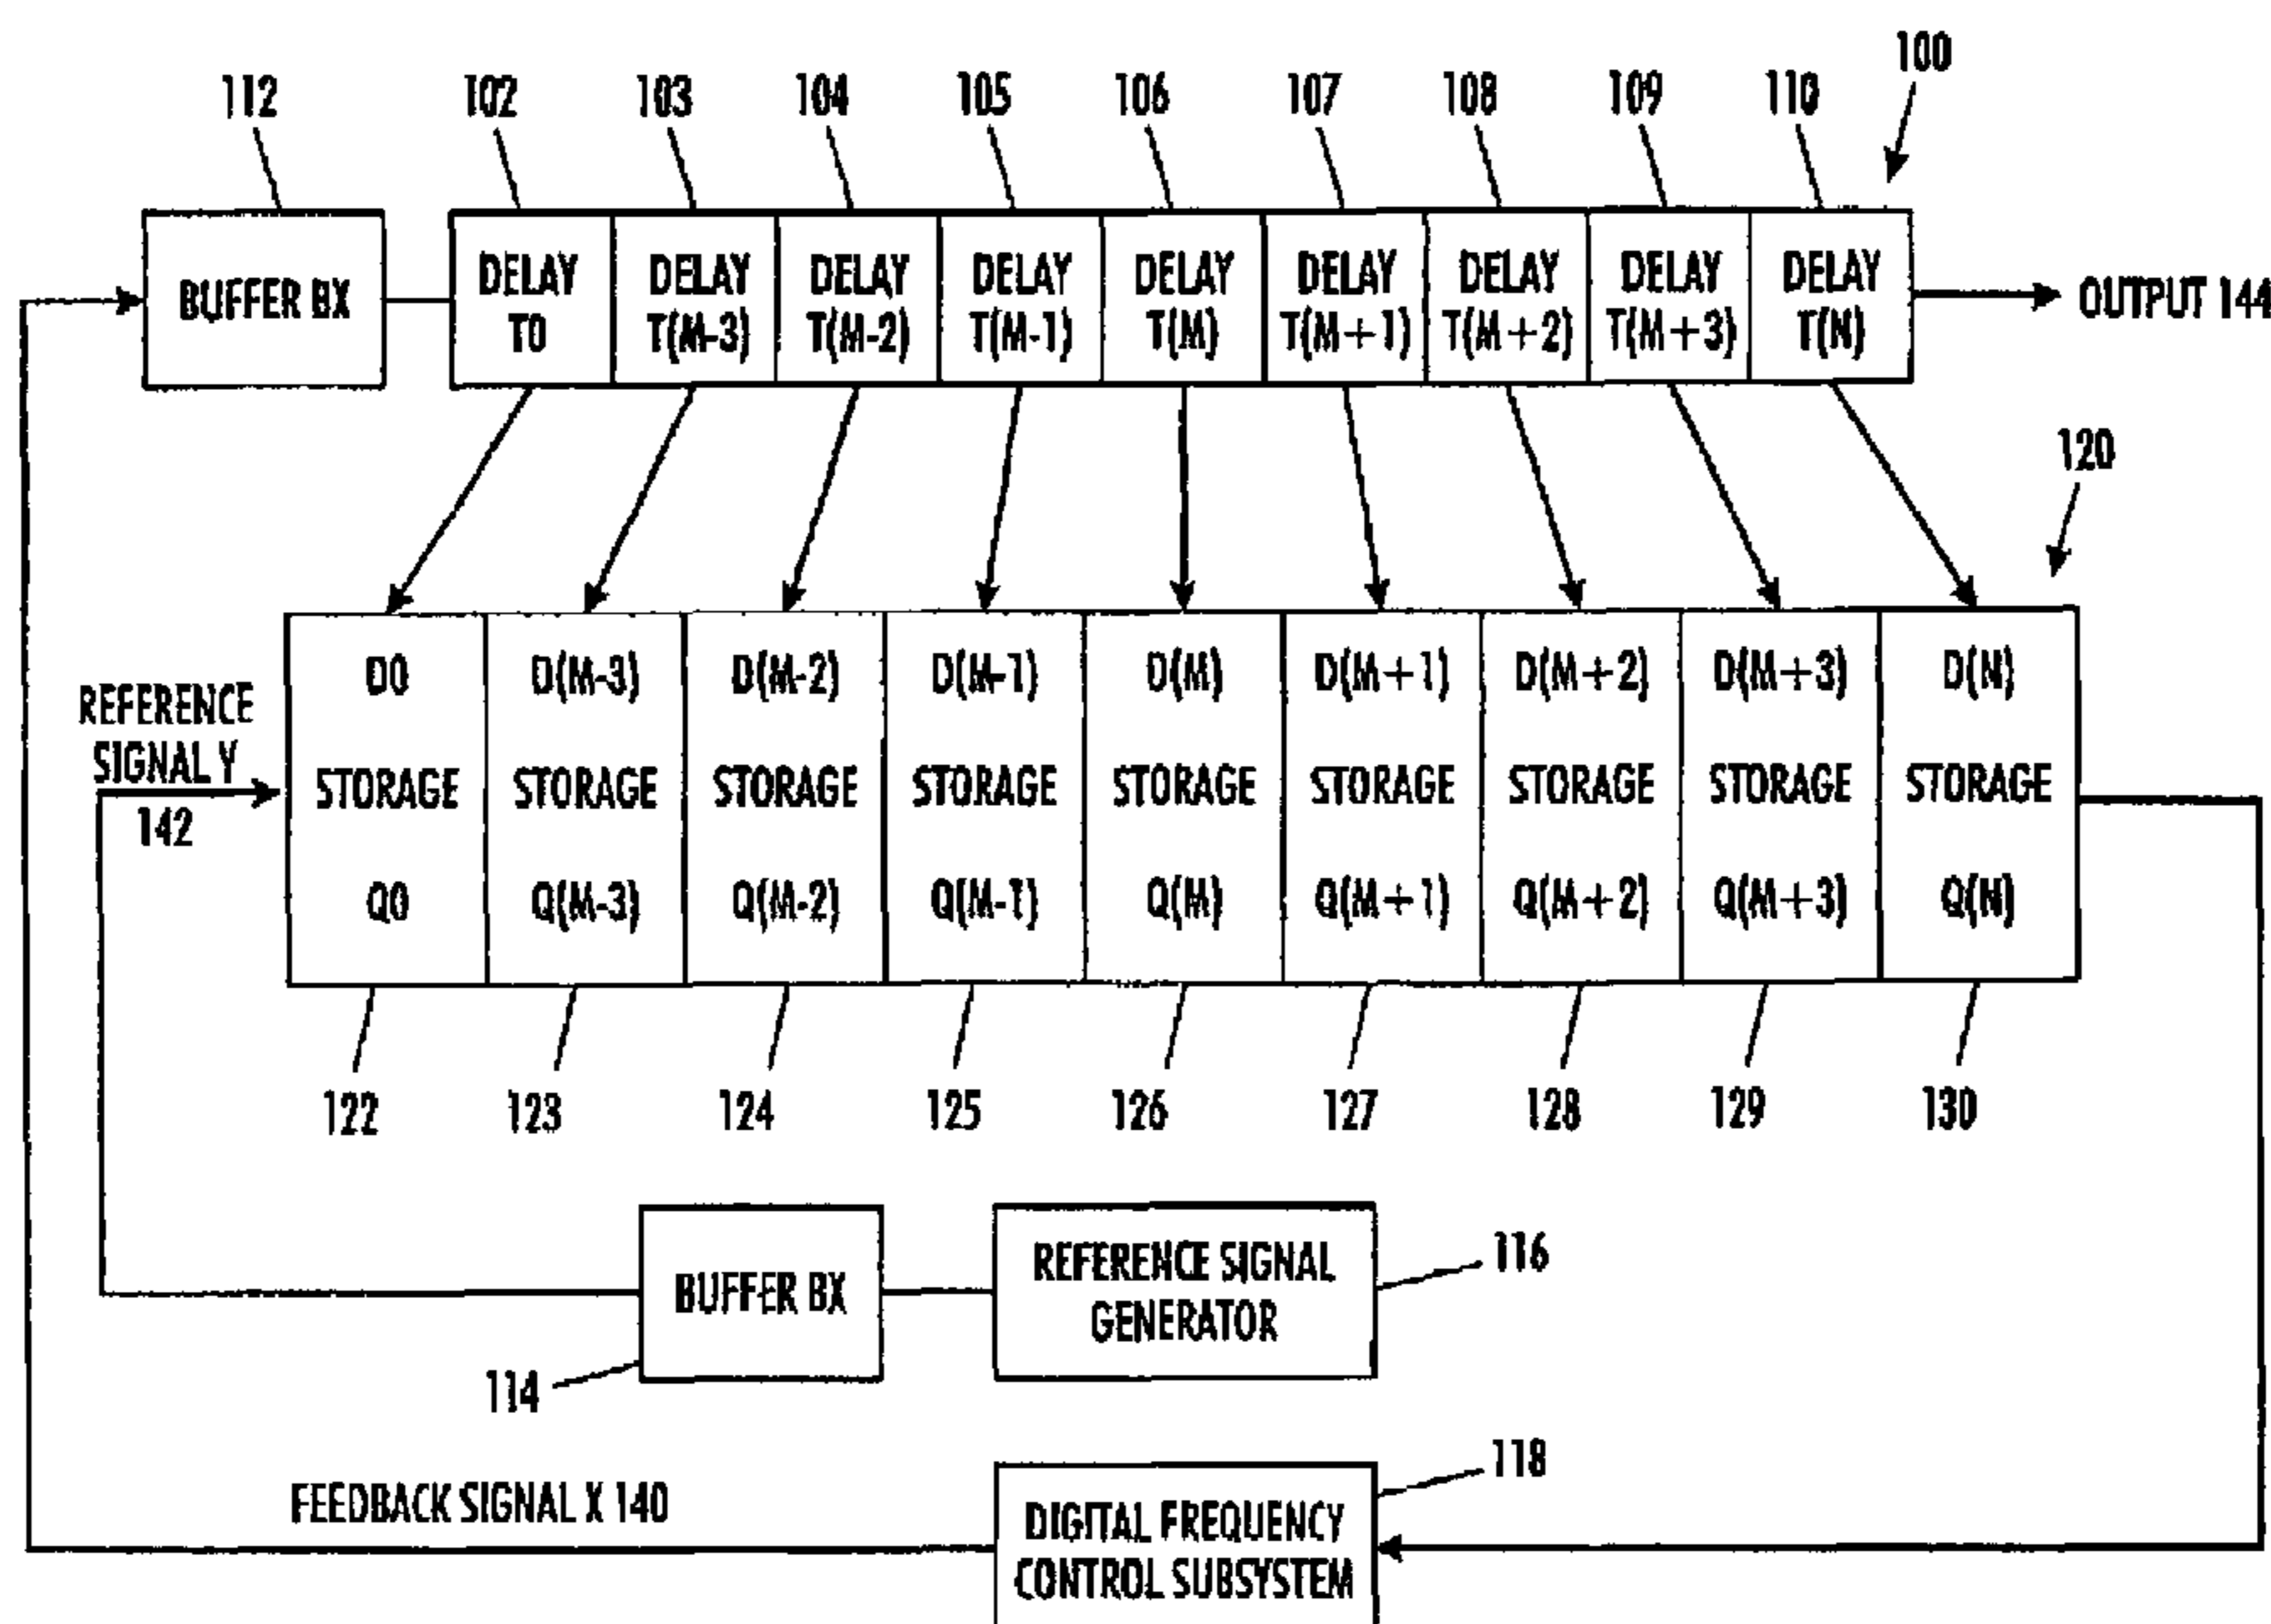 100
112 102 103 104 105 106 107 108 109 110
BUFFER BX
DELAY T0
DELAY T(M-3)
DELAY T(M-2)
DELAY T(M-1)
DELAY T(M)
DELAY T(M+1)
DELAY T(M+2)
DELAY T(M+3)
DELAY T(N)
OUTPUT 144
120
REFERENCE
SIGNAL Y
142
D0 D(M-3) D(M-2) D(M-1) D(M) D(M+1) D(M+2) D(M+3) D(N)
STORAGE STORAGE STORAGE STORAGE STORAGE STORAGE STORAGE STORAGE STORAGE
Q0 Q(M-3) Q(M-2) Q(M-1) Q(M) Q(M+1) Q(M+2) Q(M+3) Q(N)
122 123 124 125 126 127 128 129 130
BUFFER BX
114
REFERENCE SIGNAL
GENERATOR
116
118
FEEDBACK SIGNAL X 140
DIGITAL FREQUENCY
CONTROL SUBSYSTEM